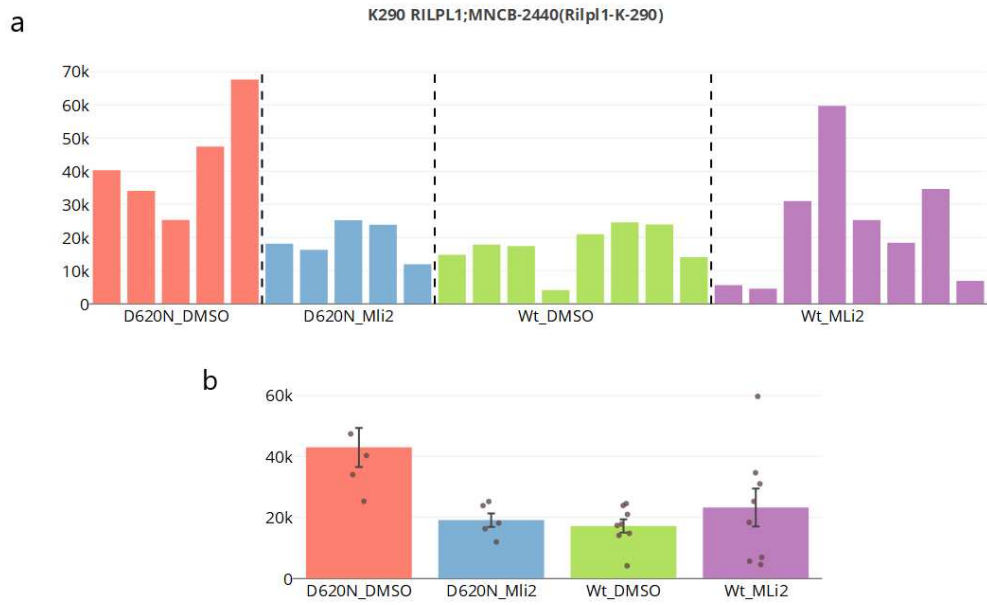 K290 RILPL1;MNCB-2440(Rilpl1-K-290)
a
70k
60k
50k
40k
30k
20k
10k
0
D620N_DMSO D620N_Mli2 Wt_DMSO Wt_MLi2
b
60k
40k
20k
0
D620N_DMSO D620N_Mli2 Wt_DMSO Wt_MLi2